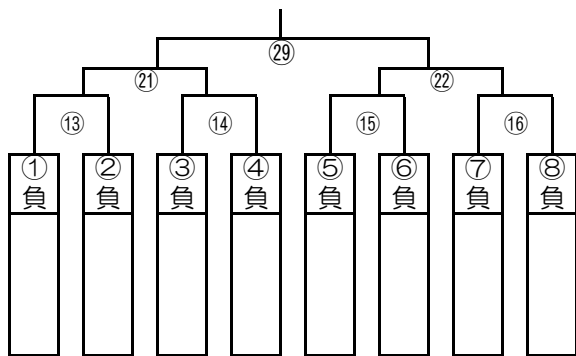 ㉙
㉑ ㉒
⑬ ⑭ ⑮ ⑯
① ② ③ ④ ⑤ ⑥ ⑦ ⑧
負 負 負 負 負 負 負 負